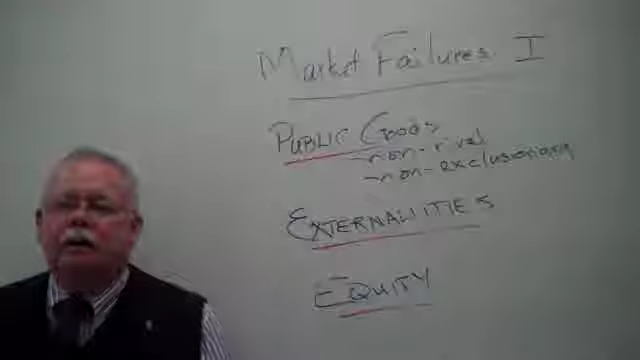 Market Failures I
PUBLIC Goods
-non-rival
-non-exclusionary
EXTERNALITIES
EQUITY